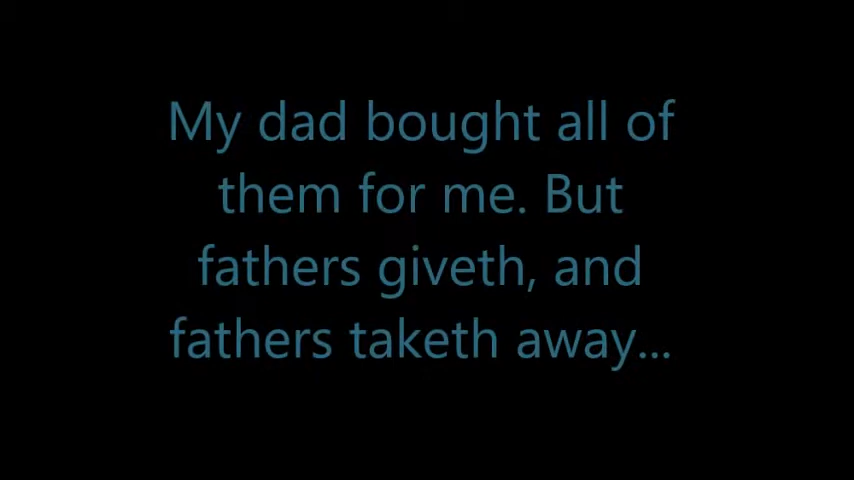 My dad bought all of
them for me. But
fathers giveth, and
fathers taketh away...